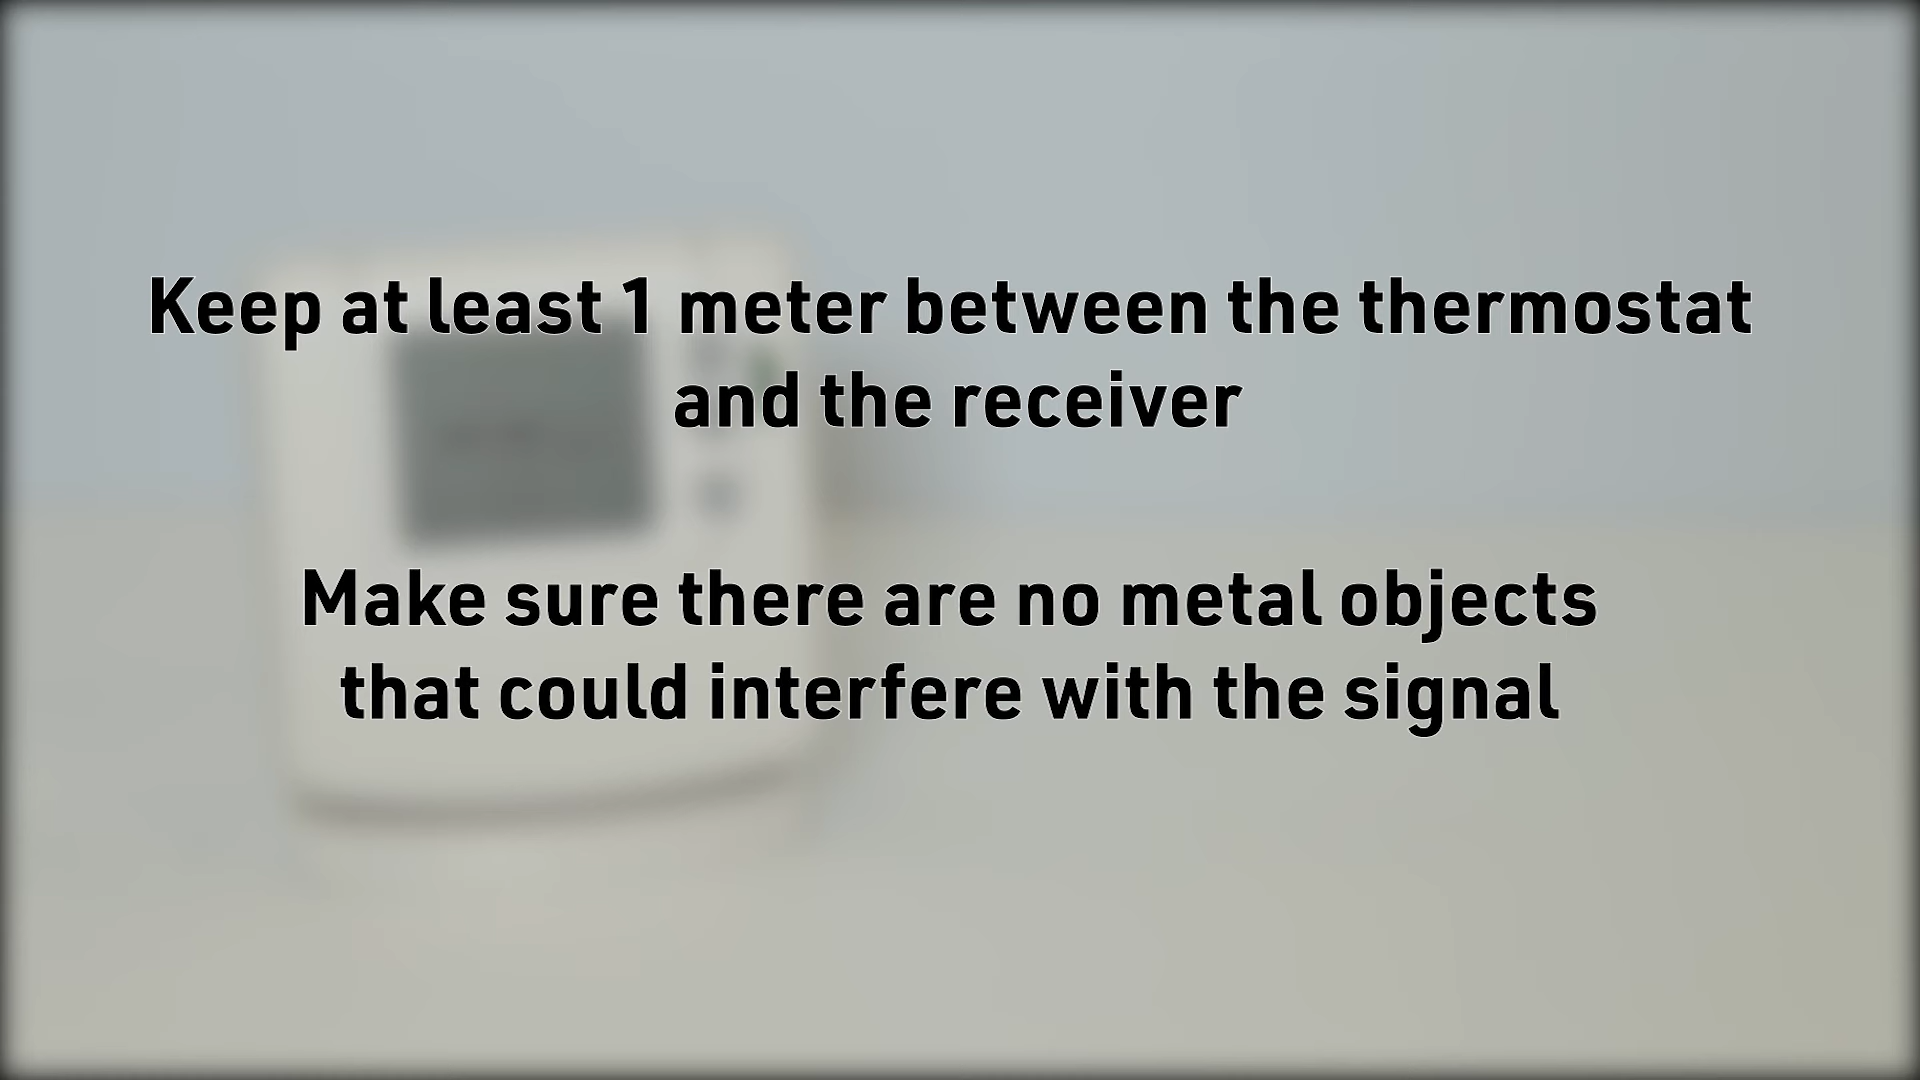 Keep at least 1 meter between the thermostat
and the receiver
Make sure there are no metal objects
that could interfere with the signal